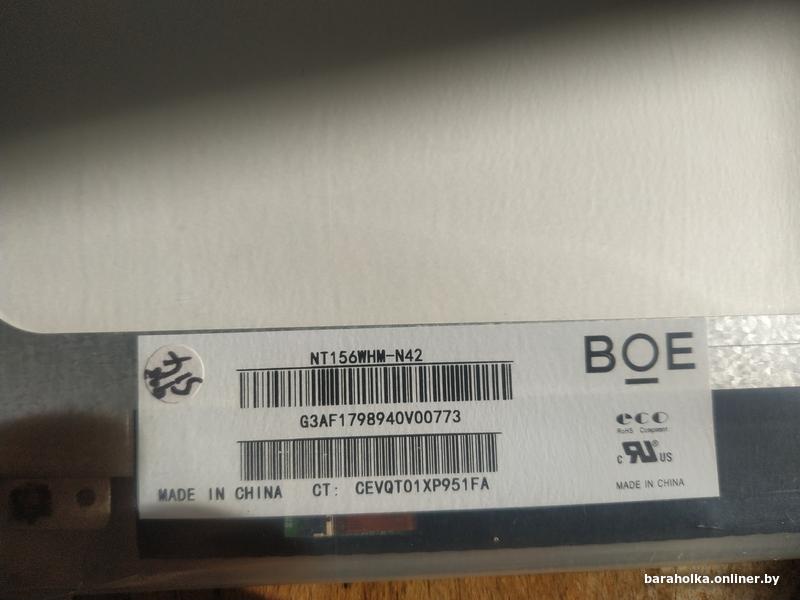 NT156WHM-N42
BOE
G3AF1798940V00773
eco
RoHS Compliant
c RU® US
MADE IN CHINA CT: CEVQT01XP951FA
MADE IN CHINA
baraholka.onliner.by